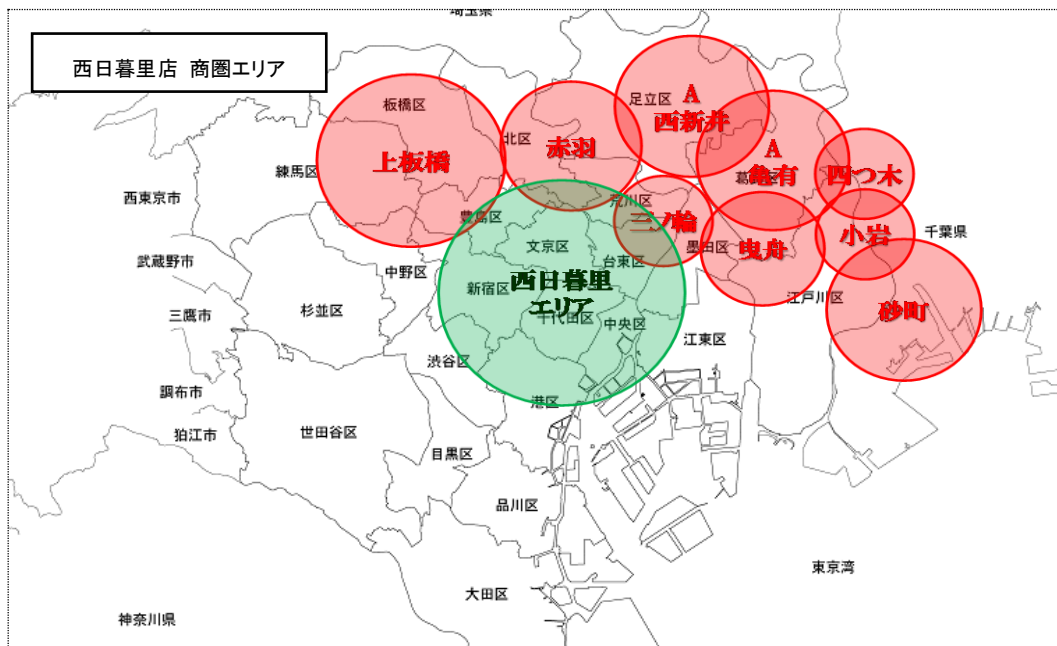 埼玉県
西日暮里店 商圏エリア
板橋区
足立区
A
西新井
北区
赤羽
上板橋
A
亀有
四つ木
練馬区
西東京市
豊島区
荒川区
三ノ輪
文京区
台東区
墨田区
曳舟
小岩
千葉県
武蔵野市
中野区
新宿区
西日暮里
エリア
江戸川区
三鷹市
杉並区
千代田区
中央区
砂町
渋谷区
江東区
調布市
港区
狛江市
世田谷区
目黒区
品川区
東京湾
大田区
神奈川県